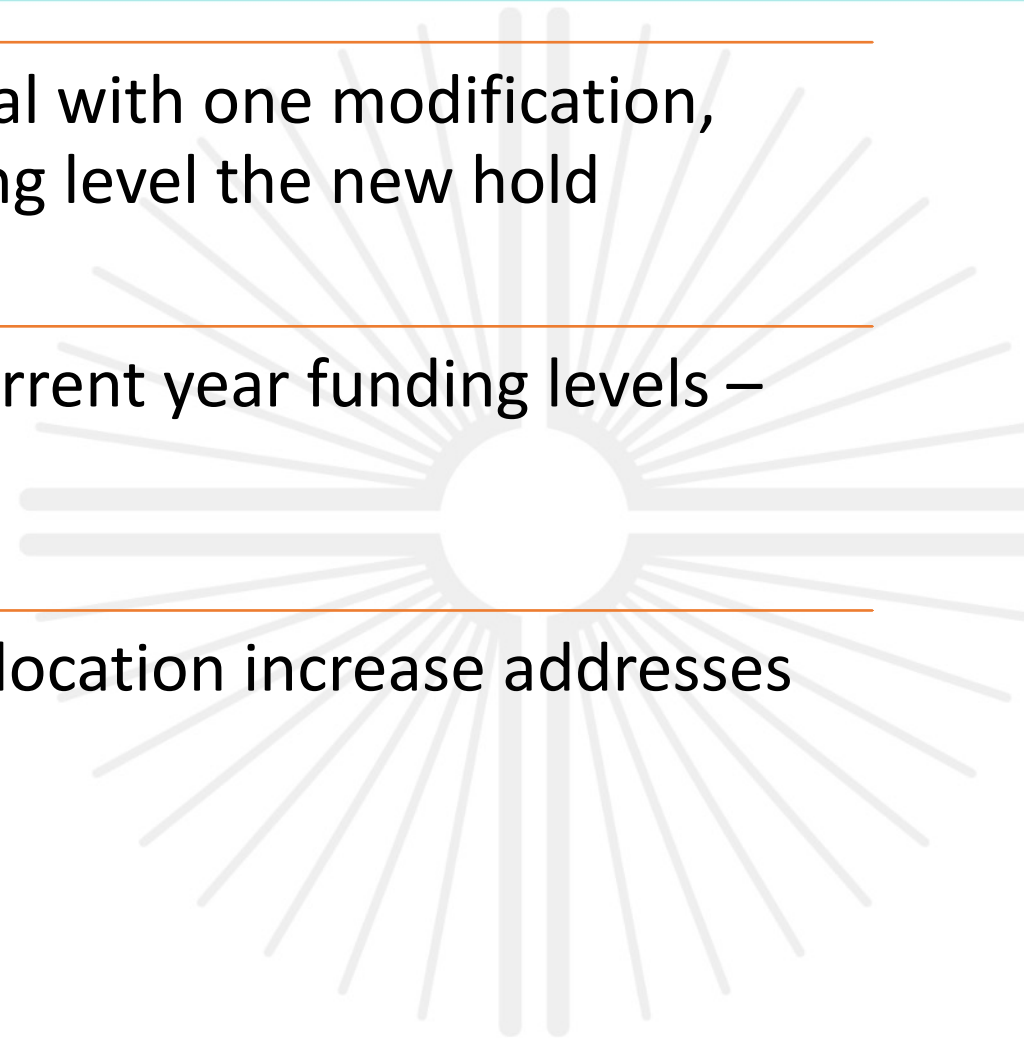 al with one modification,
ng level the new hold
rrent year funding levels –
location increase addresses